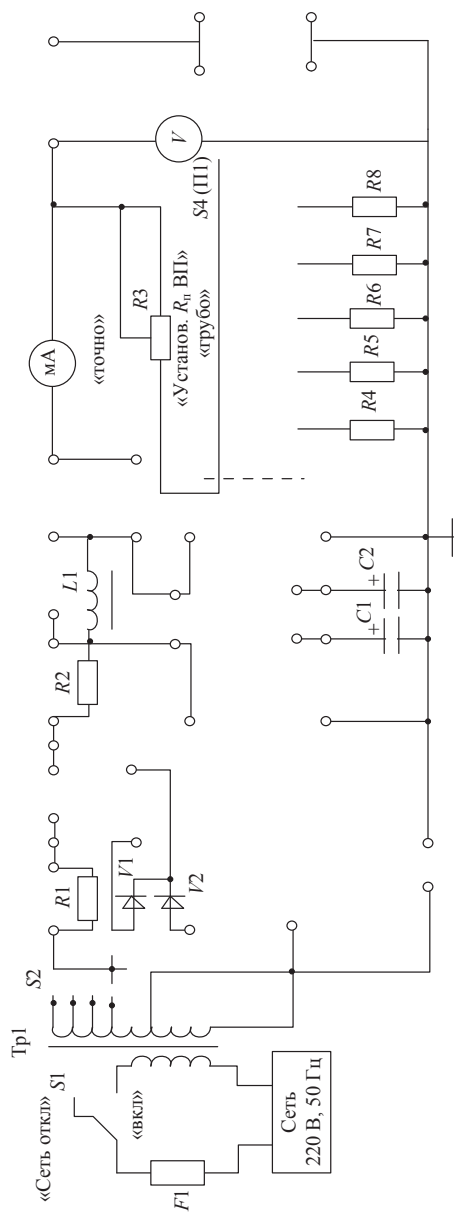 «Сеть откл»
S1
«вкл»
F1
Сеть
220 В, 50 Гц
Тр1
S2
R1
V1
V2
R2
L1
+ C1
+ C2
мА
«точно»
R3
«Установ. Rп ВП»
«грубо»
S4 (П1)
V
R4
R5
R6
R7
R8